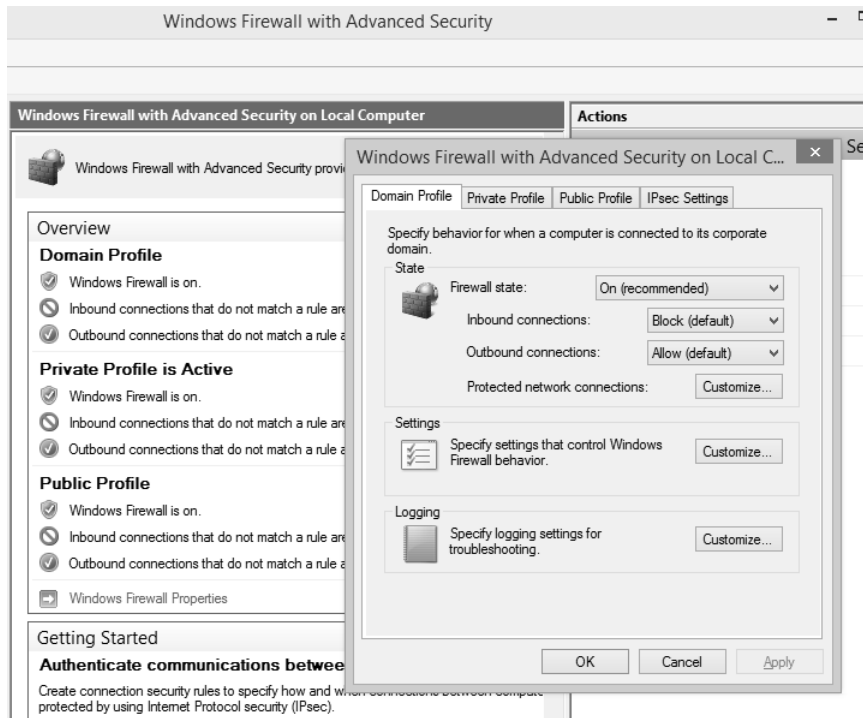 Windows Firewall with Advanced Security
Windows Firewall with Advanced Security on Local Computer
Actions
Windows Firewall with Advanced Security provi
Overview
Domain Profile
Windows Firewall is on.
Inbound connections that do not match a rule are
Outbound connections that do not match a rule a
Private Profile is Active
Windows Firewall is on.
Inbound connections that do not match a rule are
Outbound connections that do not match a rule a
Public Profile
Windows Firewall is on.
Inbound connections that do not match a rule are
Outbound connections that do not match a rule a
Windows Firewall Properties
Getting Started
Authenticate communications betwee
Create connection security rules to specify how and when connections between compute
protected by using Internet Protocol security (IPsec).
Windows Firewall with Advanced Security on Local C...
Se
Domain Profile Private Profile Public Profile IPsec Settings
Specify behavior for when a computer is connected to its corporate
domain.
State
Firewall state: On (recommended)
Inbound connections: Block (default)
Outbound connections: Allow (default)
Protected network connections: Customize...
Settings
Specify settings that control Windows
Firewall behavior.
Customize...
Logging
Specify logging settings for
troubleshooting.
Customize...
OK Cancel Apply